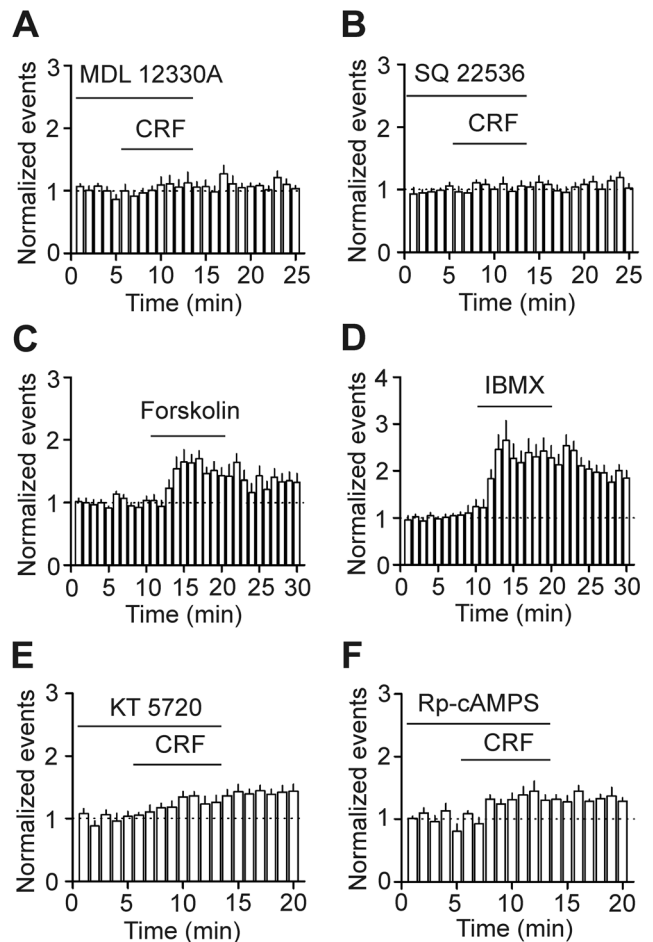 A
B
Normalized events
3
2
1
0
MDL 12330A
CRF
0 5 10 15 20 25
Time (min)
Normalized events
3
2
1
0
SQ 22536
CRF
0 5 10 15 20 25
Time (min)
C
D
Normalized events
3
2
1
0
Forskolin
0 5 10 15 20 25 30
Time (min)
Normalized events
4
3
2
1
0
IBMX
0 5 10 15 20 25 30
Time (min)
E
F
Normalized events
3
2
1
0
KT 5720
CRF
0 5 10 15 20
Time (min)
Normalized events
3
2
1
0
Rp-cAMPS
CRF
0 5 10 15 20
Time (min)